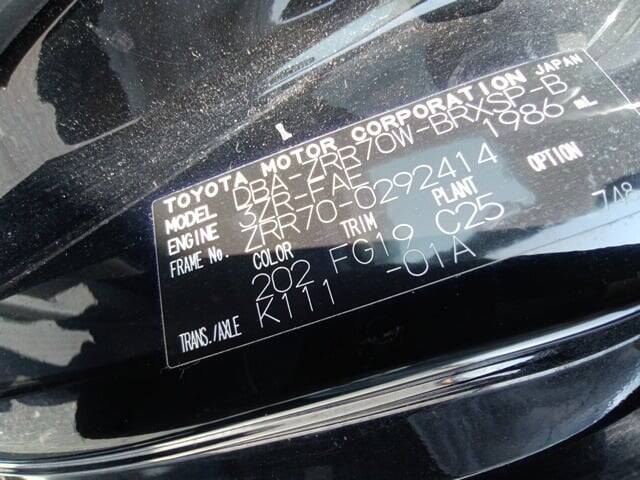 TOYOTA MOTOR CORPORATION JAPAN
MODEL DBA-ZRR70W-BRXSP-B
ENGINE 3ZR-FAE 1986 mL
FRAME No. ZRR70-0292414
COLOR TRIM PLANT OPTION
202 FG19 C25
TRANS./AXLE K111 -01A